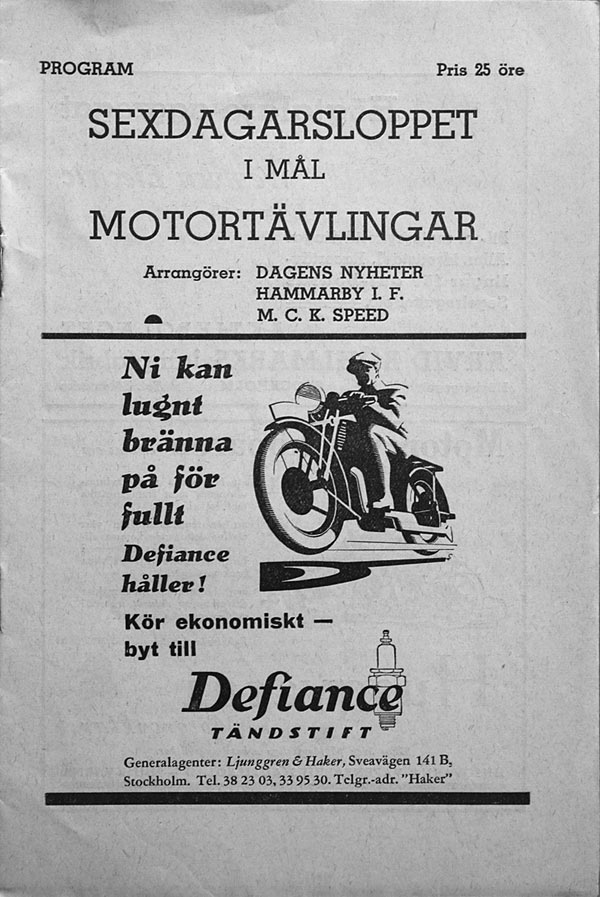 PROGRAM
Pris 25 öre
SEXDAGARSLOPPET
I MÅL
MOTORTÄVLINGAR
Arrangörer: DAGENS NYHETER
HAMMARBY I. F.
M. C. K. SPEED
Ni kan
lugnt
bränna
på för
fullt
Defiance
håller!
Kör ekonomiskt —
byt till
Defiance
TÄNDSTIFT
Generalagenter: Ljunggren & Haker, Sveavägen 141 B,
Stockholm. Tel. 38 23 03, 33 95 30. Telgr.-adr. "Haker"